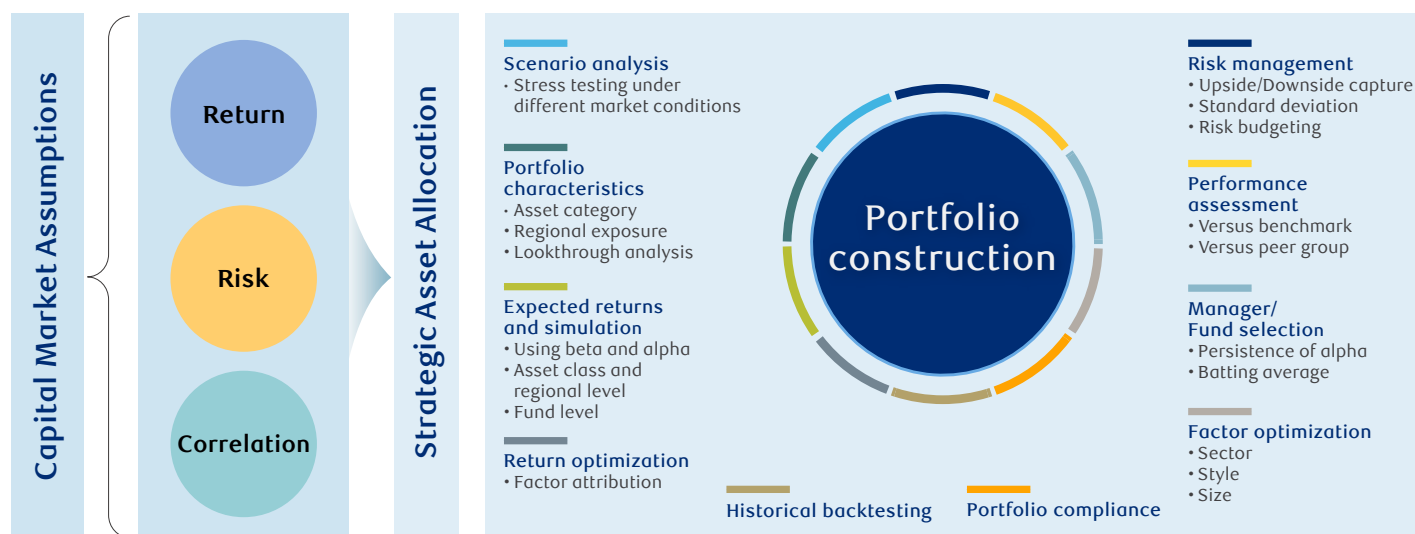 Capital Market Assumptions
Return
Risk
Correlation
Strategic Asset Allocation
Scenario analysis
• Stress testing under
different market conditions
Portfolio
characteristics
• Asset category
• Regional exposure
• Lookthrough analysis
Expected returns
and simulation
• Using beta and alpha
• Asset class and
regional level
• Fund level
Return optimization
• Factor attribution
Portfolio
construction
Historical backtesting
Portfolio compliance
Risk management
• Upside/Downside capture
• Standard deviation
• Risk budgeting
Performance
assessment
• Versus benchmark
• Versus peer group
Manager/
Fund selection
• Persistence of alpha
• Batting average
Factor optimization
• Sector
• Style
• Size